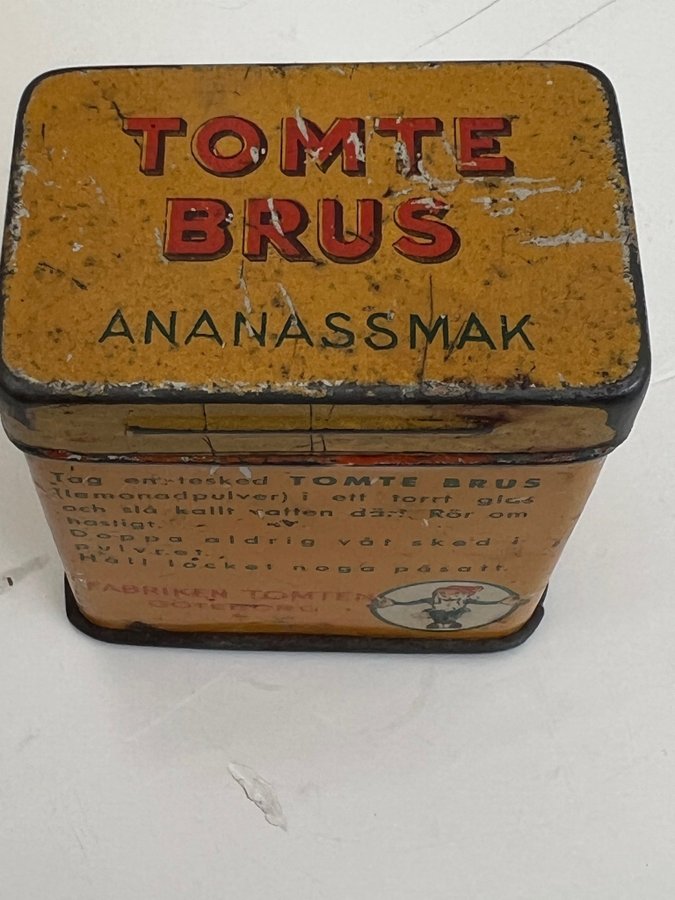 TOMTE
BRUS
ANANASSMAK
Tag en tesked TOMTE BRUS
(lemonadpulver) i ett torrt glas
och slå kallt vatten däri. Rör om
hastigt.
Doppa aldrig våt sked i
pulvret.
Håll locket noga påsatt.
FABRIKEN TOMTEN
GÖTEBORG